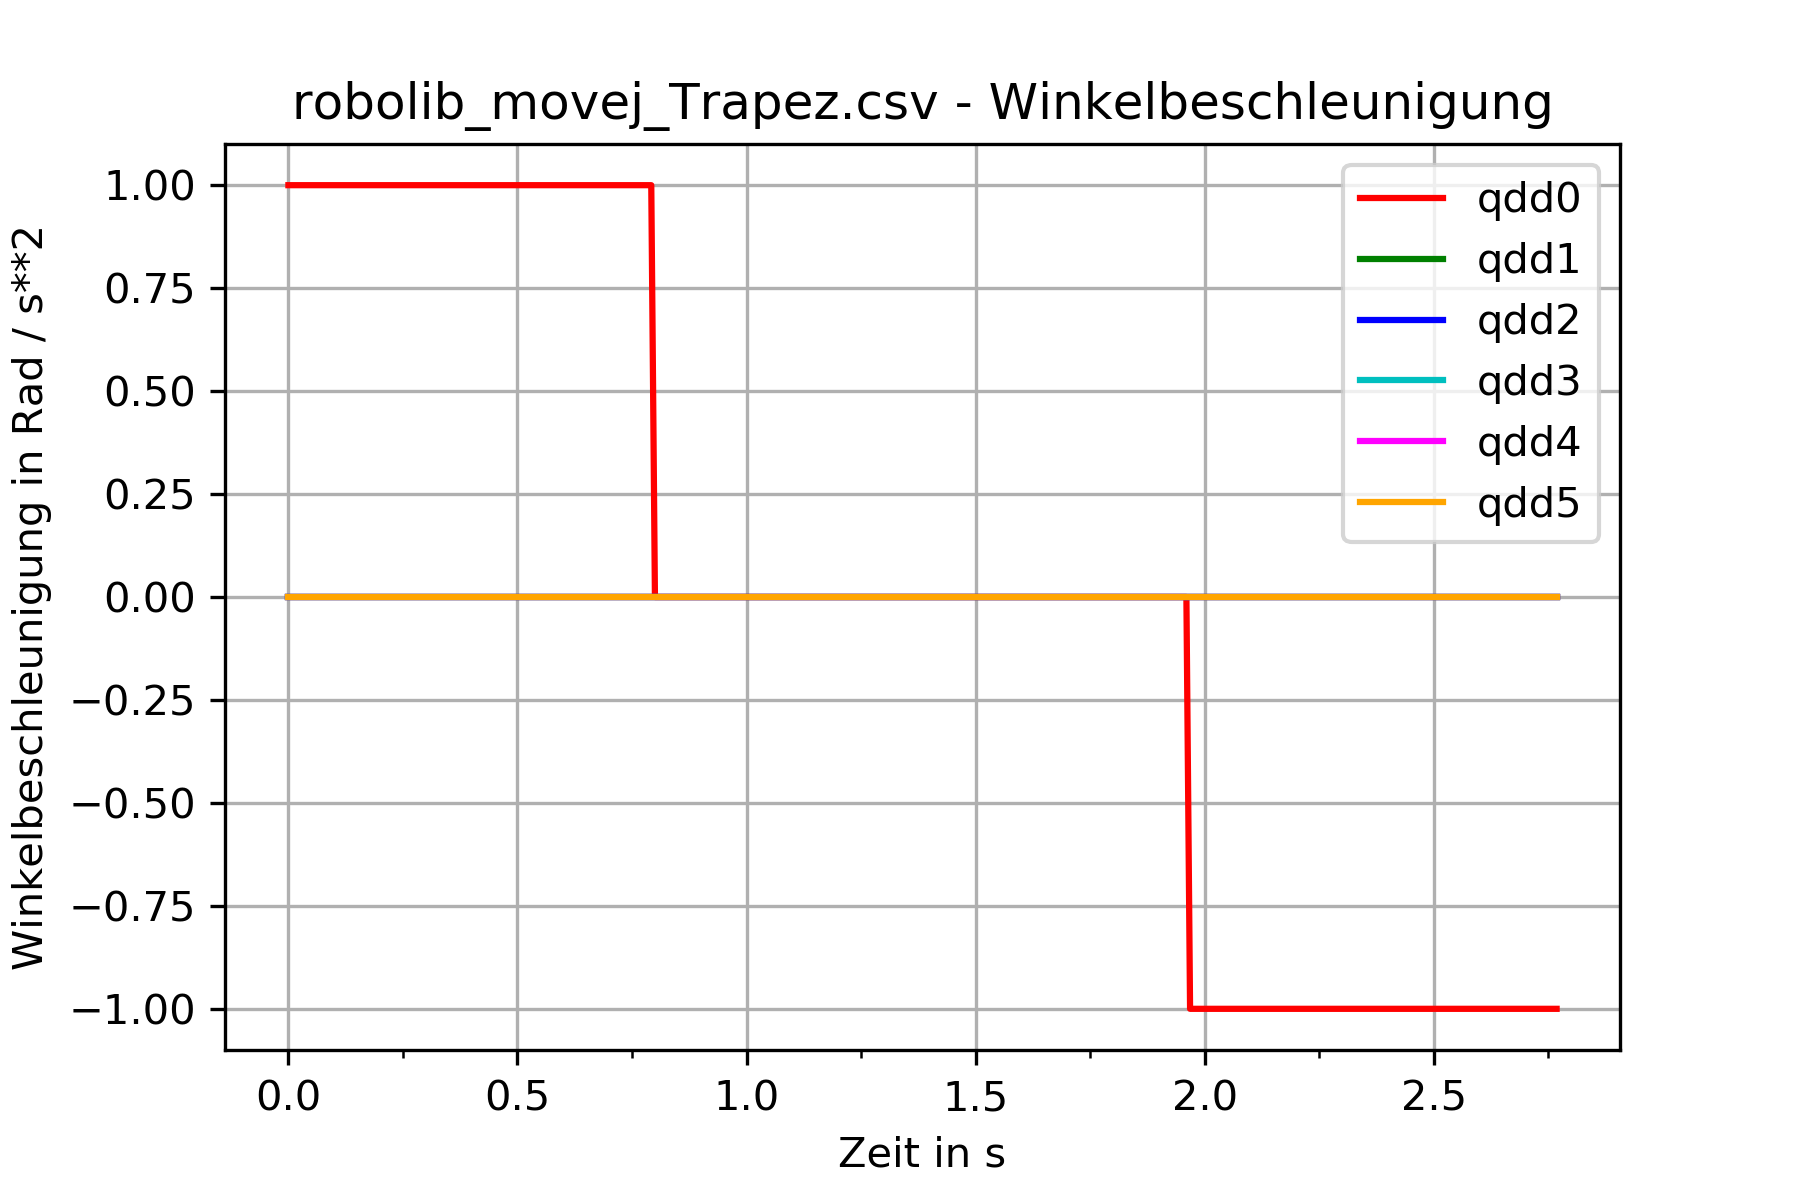 robolib_movej_Trapez.csv - Winkelbeschleunigung
Winkelbeschleunigung in Rad / s**2
1.00
0.75
0.50
0.25
0.00
−0.25
−0.50
−0.75
−1.00
qdd0
qdd1
qdd2
qdd3
qdd4
qdd5
0.0 0.5 1.0 1.5 2.0 2.5
Zeit in s